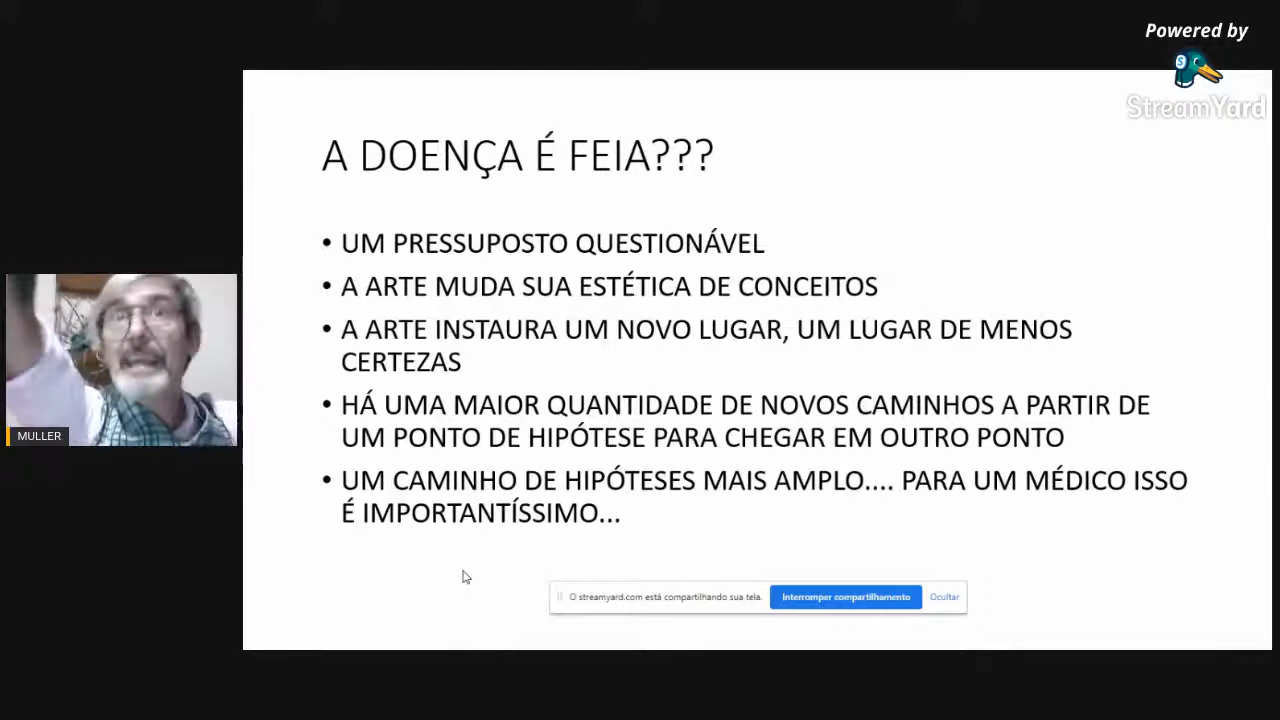 Powered by
StreamYard
A DOENÇA É FEIA???
• UM PRESSUPOSTO QUESTIONÁVEL
• A ARTE MUDA SUA ESTÉTICA DE CONCEITOS
• A ARTE INSTAURA UM NOVO LUGAR, UM LUGAR DE MENOS
CERTEZAS
• HÁ UMA MAIOR QUANTIDADE DE NOVOS CAMINHOS A PARTIR DE
UM PONTO DE HIPÓTESE PARA CHEGAR EM OUTRO PONTO
• UM CAMINHO DE HIPÓTESES MAIS AMPLO.... PARA UM MÉDICO ISSO
É IMPORTANTÍSSIMO...
MULLER
O streamyard.com está compartilhando sua tela. Interromper compartilhamento Ocultar